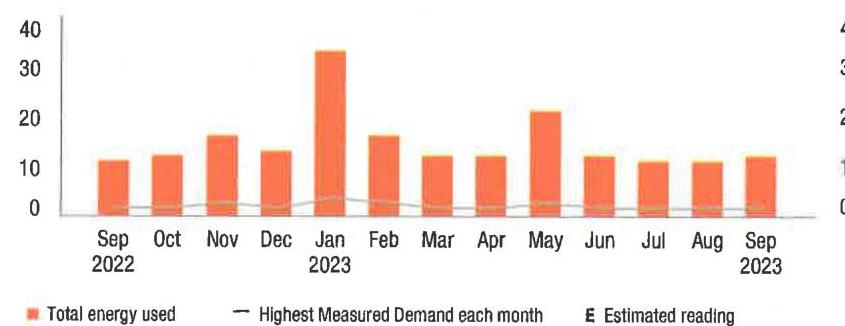 40
30
20
10
0
Sep Oct Nov Dec Jan Feb Mar Apr May Jun Jul Aug Sep
2022 2023 2023
Total energy used — Highest Measured Demand each month E Estimated reading